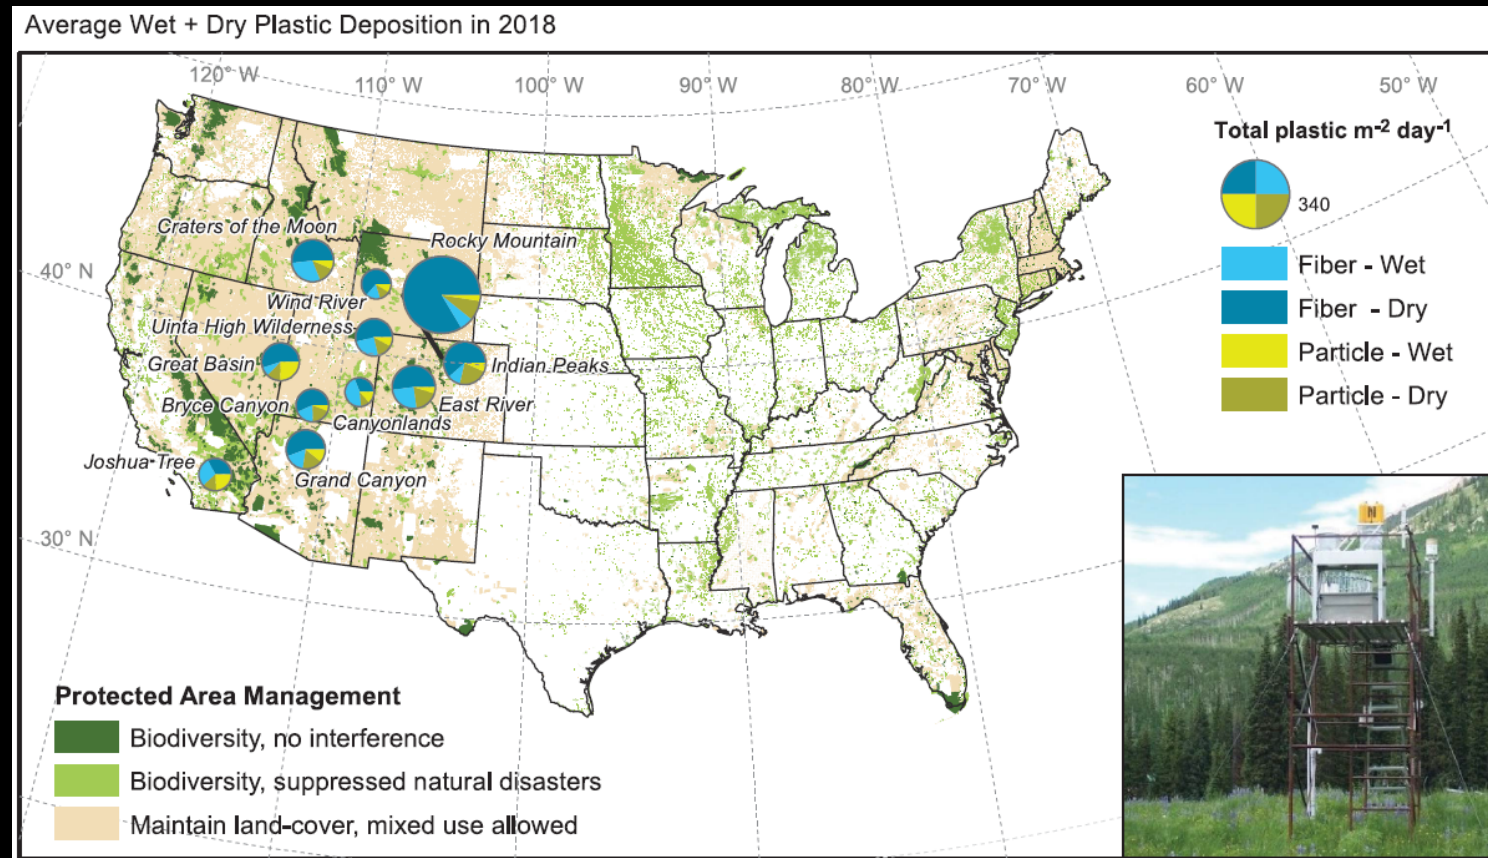 Average Wet + Dry Plastic Deposition in 2018
120° W
110° W
100° W
90° W
80° W
70° W
60° W
50° W
40° N
30° N
Total plastic m-2 day-1
340
Fiber - Wet
Fiber - Dry
Particle - Wet
Particle - Dry
Craters of the Moon
Rocky Mountain
Wind River
Uinta High Wilderness
Great Basin
Indian Peaks
Bryce Canyon
East River
Canyonlands
Joshua Tree
Grand Canyon
Protected Area Management
Biodiversity, no interference
Biodiversity, suppressed natural disasters
Maintain land-cover, mixed use allowed
N